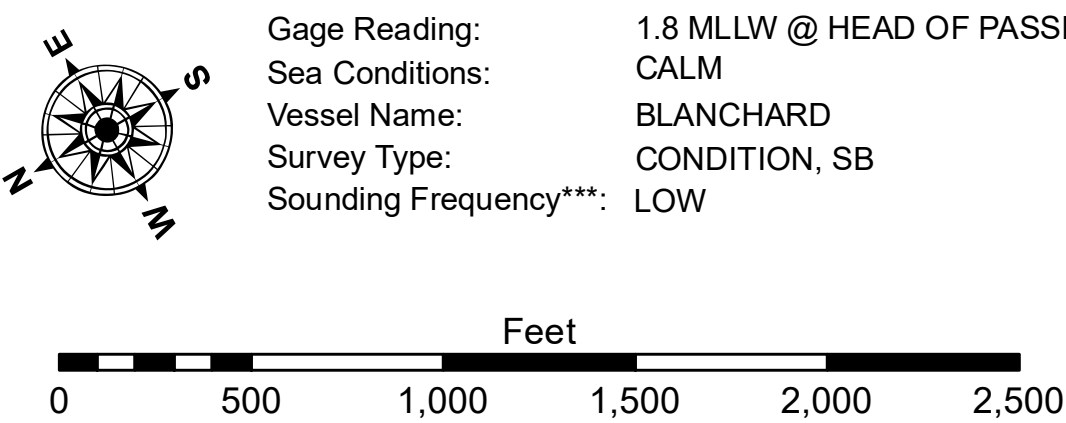 E
S
N
W
Gage Reading: 1.8 MLLW @ HEAD OF
Sea Conditions: CALM
Vessel Name: BLANCHARD
Survey Type: CONDITION, SB
Sounding Frequency***: LOW
Feet
0 500 1,000 1,500 2,000 2,500